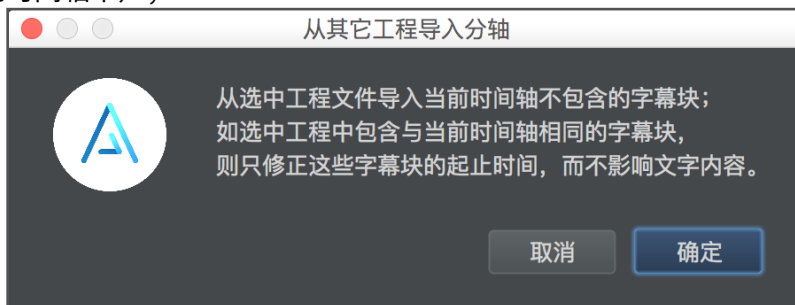 从其它工程导入分轴
从选中工程文件导入当前时间轴不包含的字幕块；
如选中工程中包含与当前时间轴相同的字幕块，
则只修正这些字幕块的起止时间，而不影响文字内容。
取消
确定